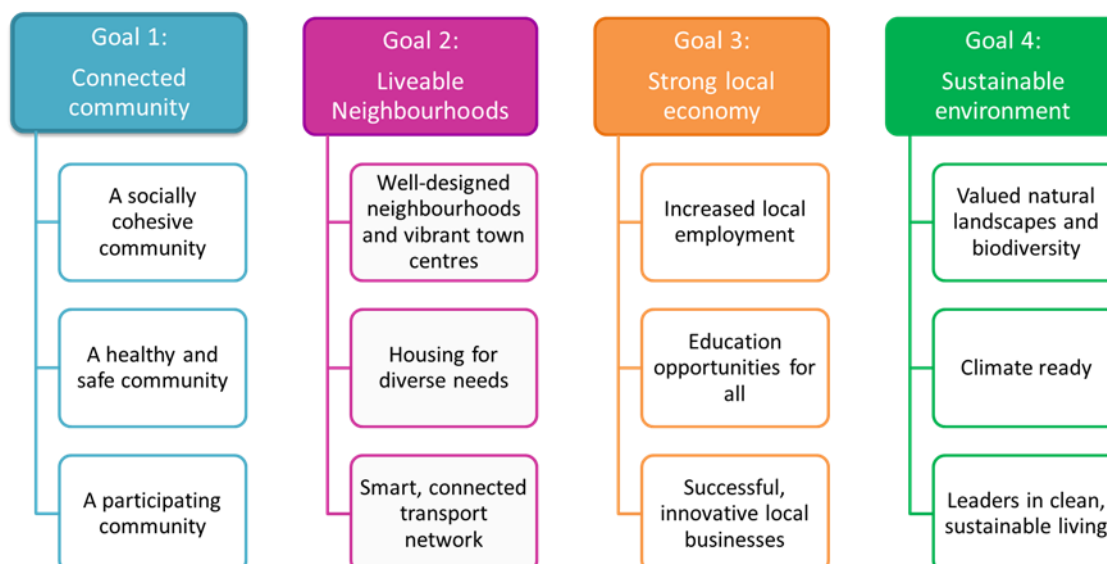 Goal 1:
Connected
community
A socially
cohesive
community
A healthy and
safe community
A participating
community
Goal 2:
Liveable
Neighbourhoods
Well-designed
neighbourhoods
and vibrant town
centres
Housing for
diverse needs
Smart, connected
transport
network
Goal 3:
Strong local
economy
Increased local
employment
Education
opportunities for
all
Successful,
innovative local
businesses
Goal 4:
Sustainable
environment
Valued natural
landscapes and
biodiversity
Climate ready
Leaders in clean,
sustainable living